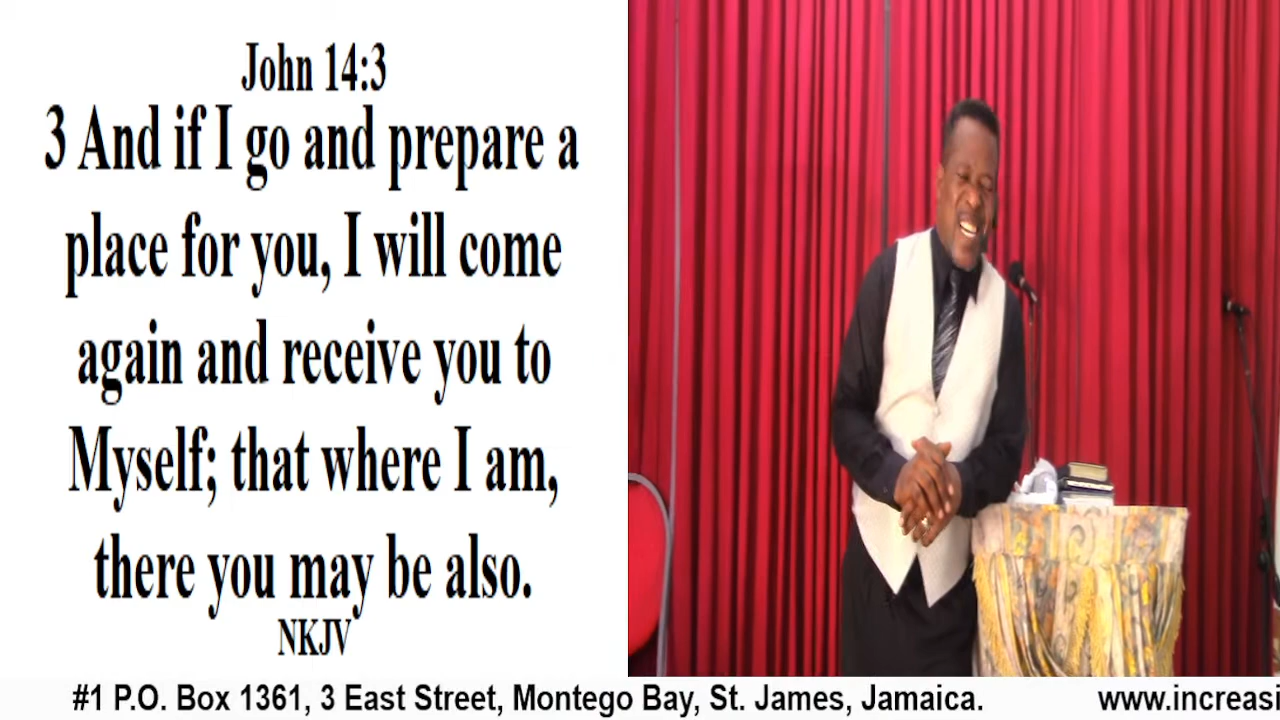 John 14:3
3 And if I go and prepare a
place for you, I will come
again and receive you to
Myself; that where I am,
there you may be also.
NKJV
#1 P.O. Box 1361, 3 East Street, Montego Bay, St. James, Jamaica. www.increasi